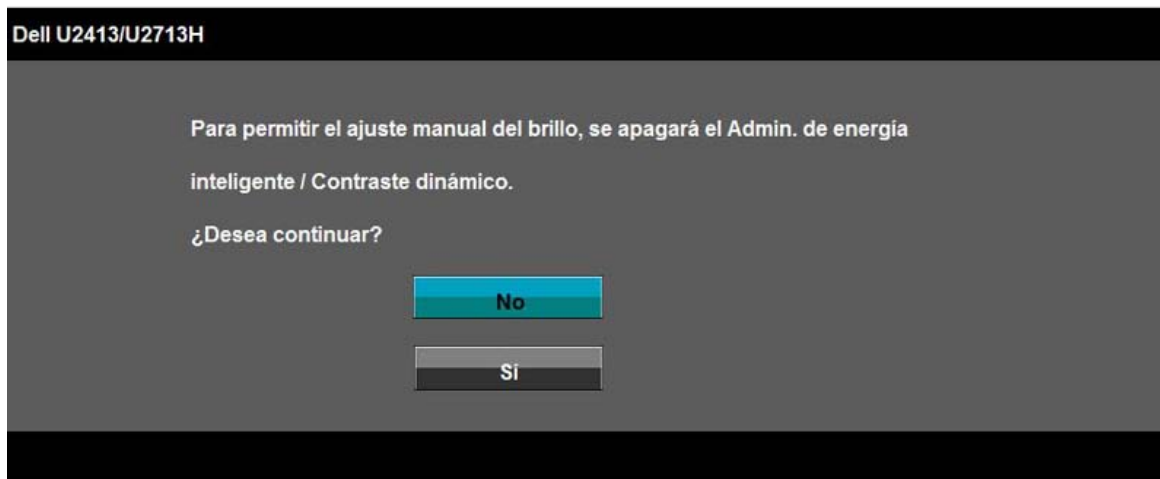 Dell U2413/U2713H
Para permitir el ajuste manual del brillo, se apagará el Admin. de energía
inteligente / Contraste dinámico.
¿Desea continuar?
No
Sí